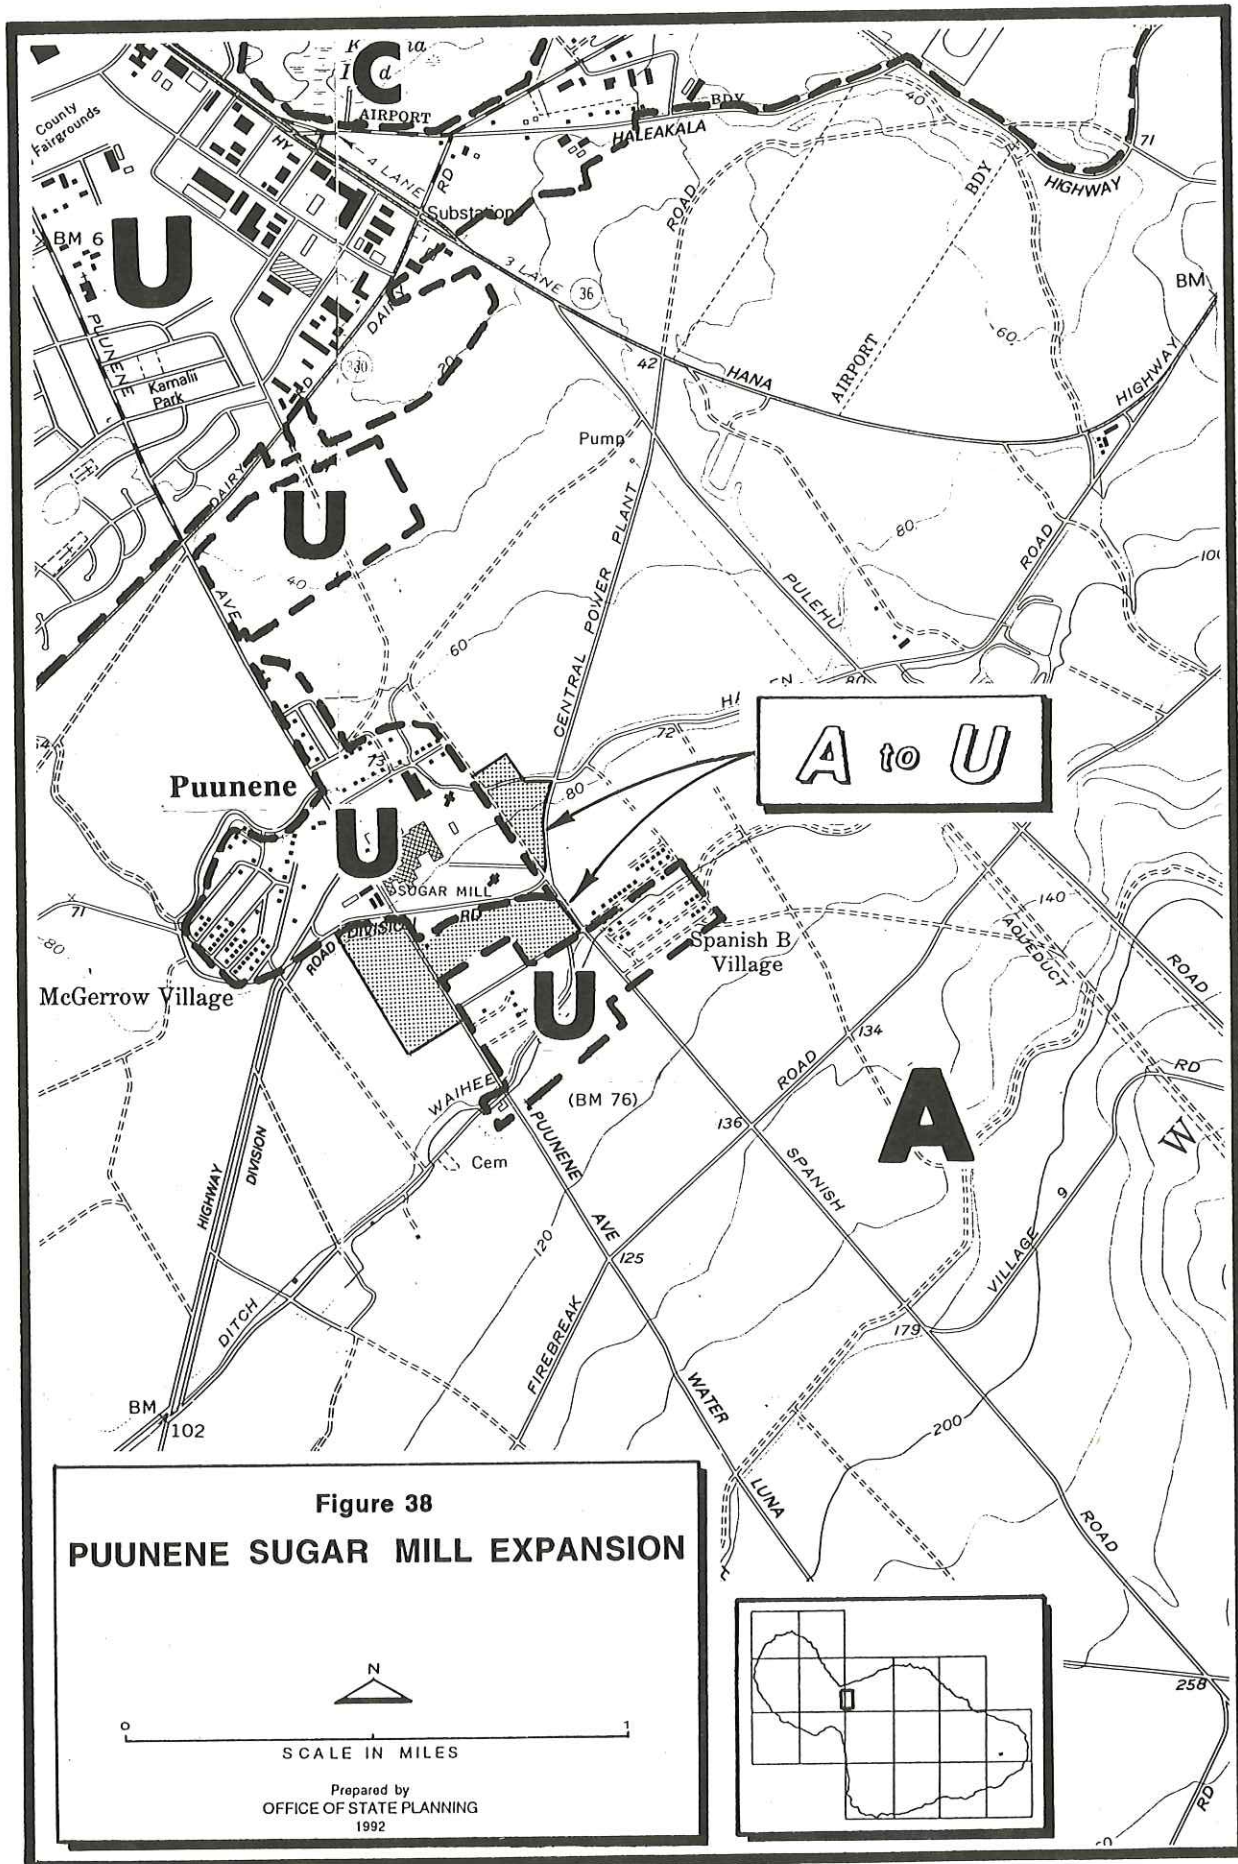 C
AIRPORT
BDY
HALEAKALA
HIGHWAY
71
40
County
Fairgrounds
HY
4 LANE
RD
Substation
BM 6
U
3 LANE
36
ROAD
BDY
BM
PUUNENE
DAIRY
RD
330
20
Kamalii
Park
42
HANA
AIRPORT
60
HIGHWAY
Pump
DAIRY
U
40
AVE
CENTRAL POWER PLANT
PULEHU
80
ROAD
100
60
80
72
A to U
73
80
Puunene
U
SUGAR MILL
RD
ROAD DIVISION
71
80
McGerrow Village
Spanish B
Village
U
140
AQUEDUCT
ROAD
134
ROAD
RD
WAIHEE
(BM 76)
136
A
W
PUUNENE
Cem
SPANISH
HIGHWAY
DIVISION
AVE
125
120
VILLAGE
9
179
DITCH
FIREBREAK
WATER
BM
102
200
LUNA
ROAD
258
RD
Figure 38
PUUNENE SUGAR MILL EXPANSION
N
0
1
SCALE IN MILES
Prepared by
OFFICE OF STATE PLANNING
1992